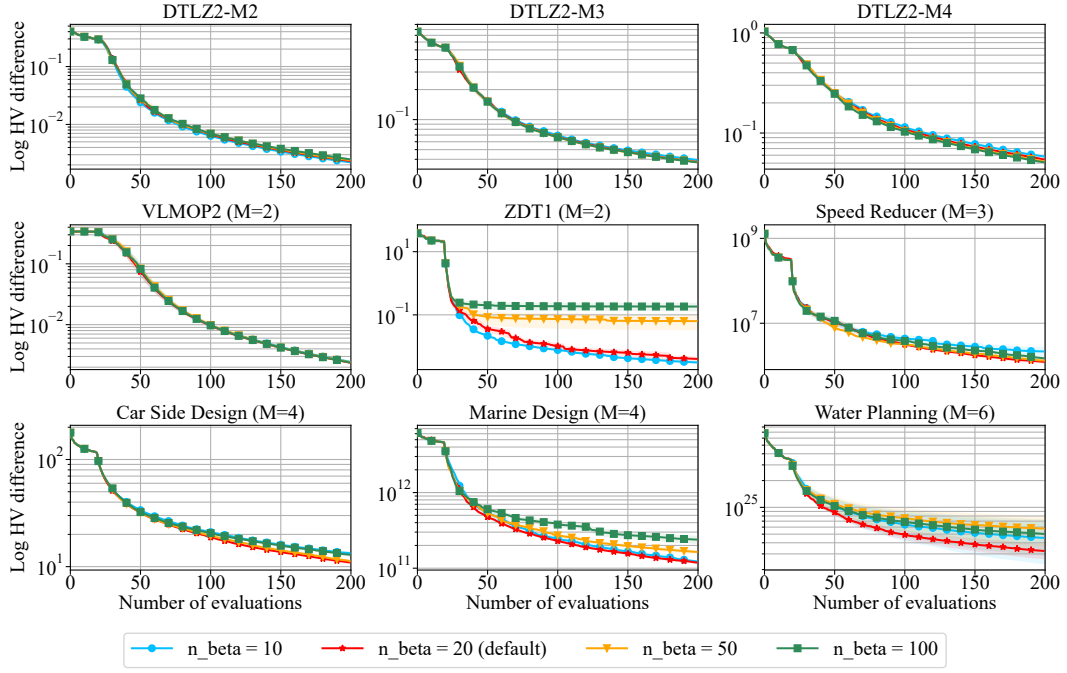 DTLZ2-M2
DTLZ2-M3
DTLZ2-M4
Log HV difference
10⁻¹
10⁻²
0 50 100 150 200
10⁻¹
0 50 100 150 200
10⁰
10⁻¹
0 50 100 150 200
VLMOP2 (M=2)
ZDT1 (M=2)
Speed Reducer (M=3)
Log HV difference
10⁻¹
10⁻²
0 50 100 150 200
10¹
10⁻¹
0 50 100 150 200
10⁹
10⁷
0 50 100 150 200
Car Side Design (M=4)
Marine Design (M=4)
Water Planning (M=6)
Log HV difference
10²
10¹
0 50 100 150 200
10¹²
10¹¹
0 50 100 150 200
10²⁵
0 50 100 150 200
Number of evaluations
Number of evaluations
Number of evaluations
n_beta = 10
n_beta = 20 (default)
n_beta = 50
n_beta = 100